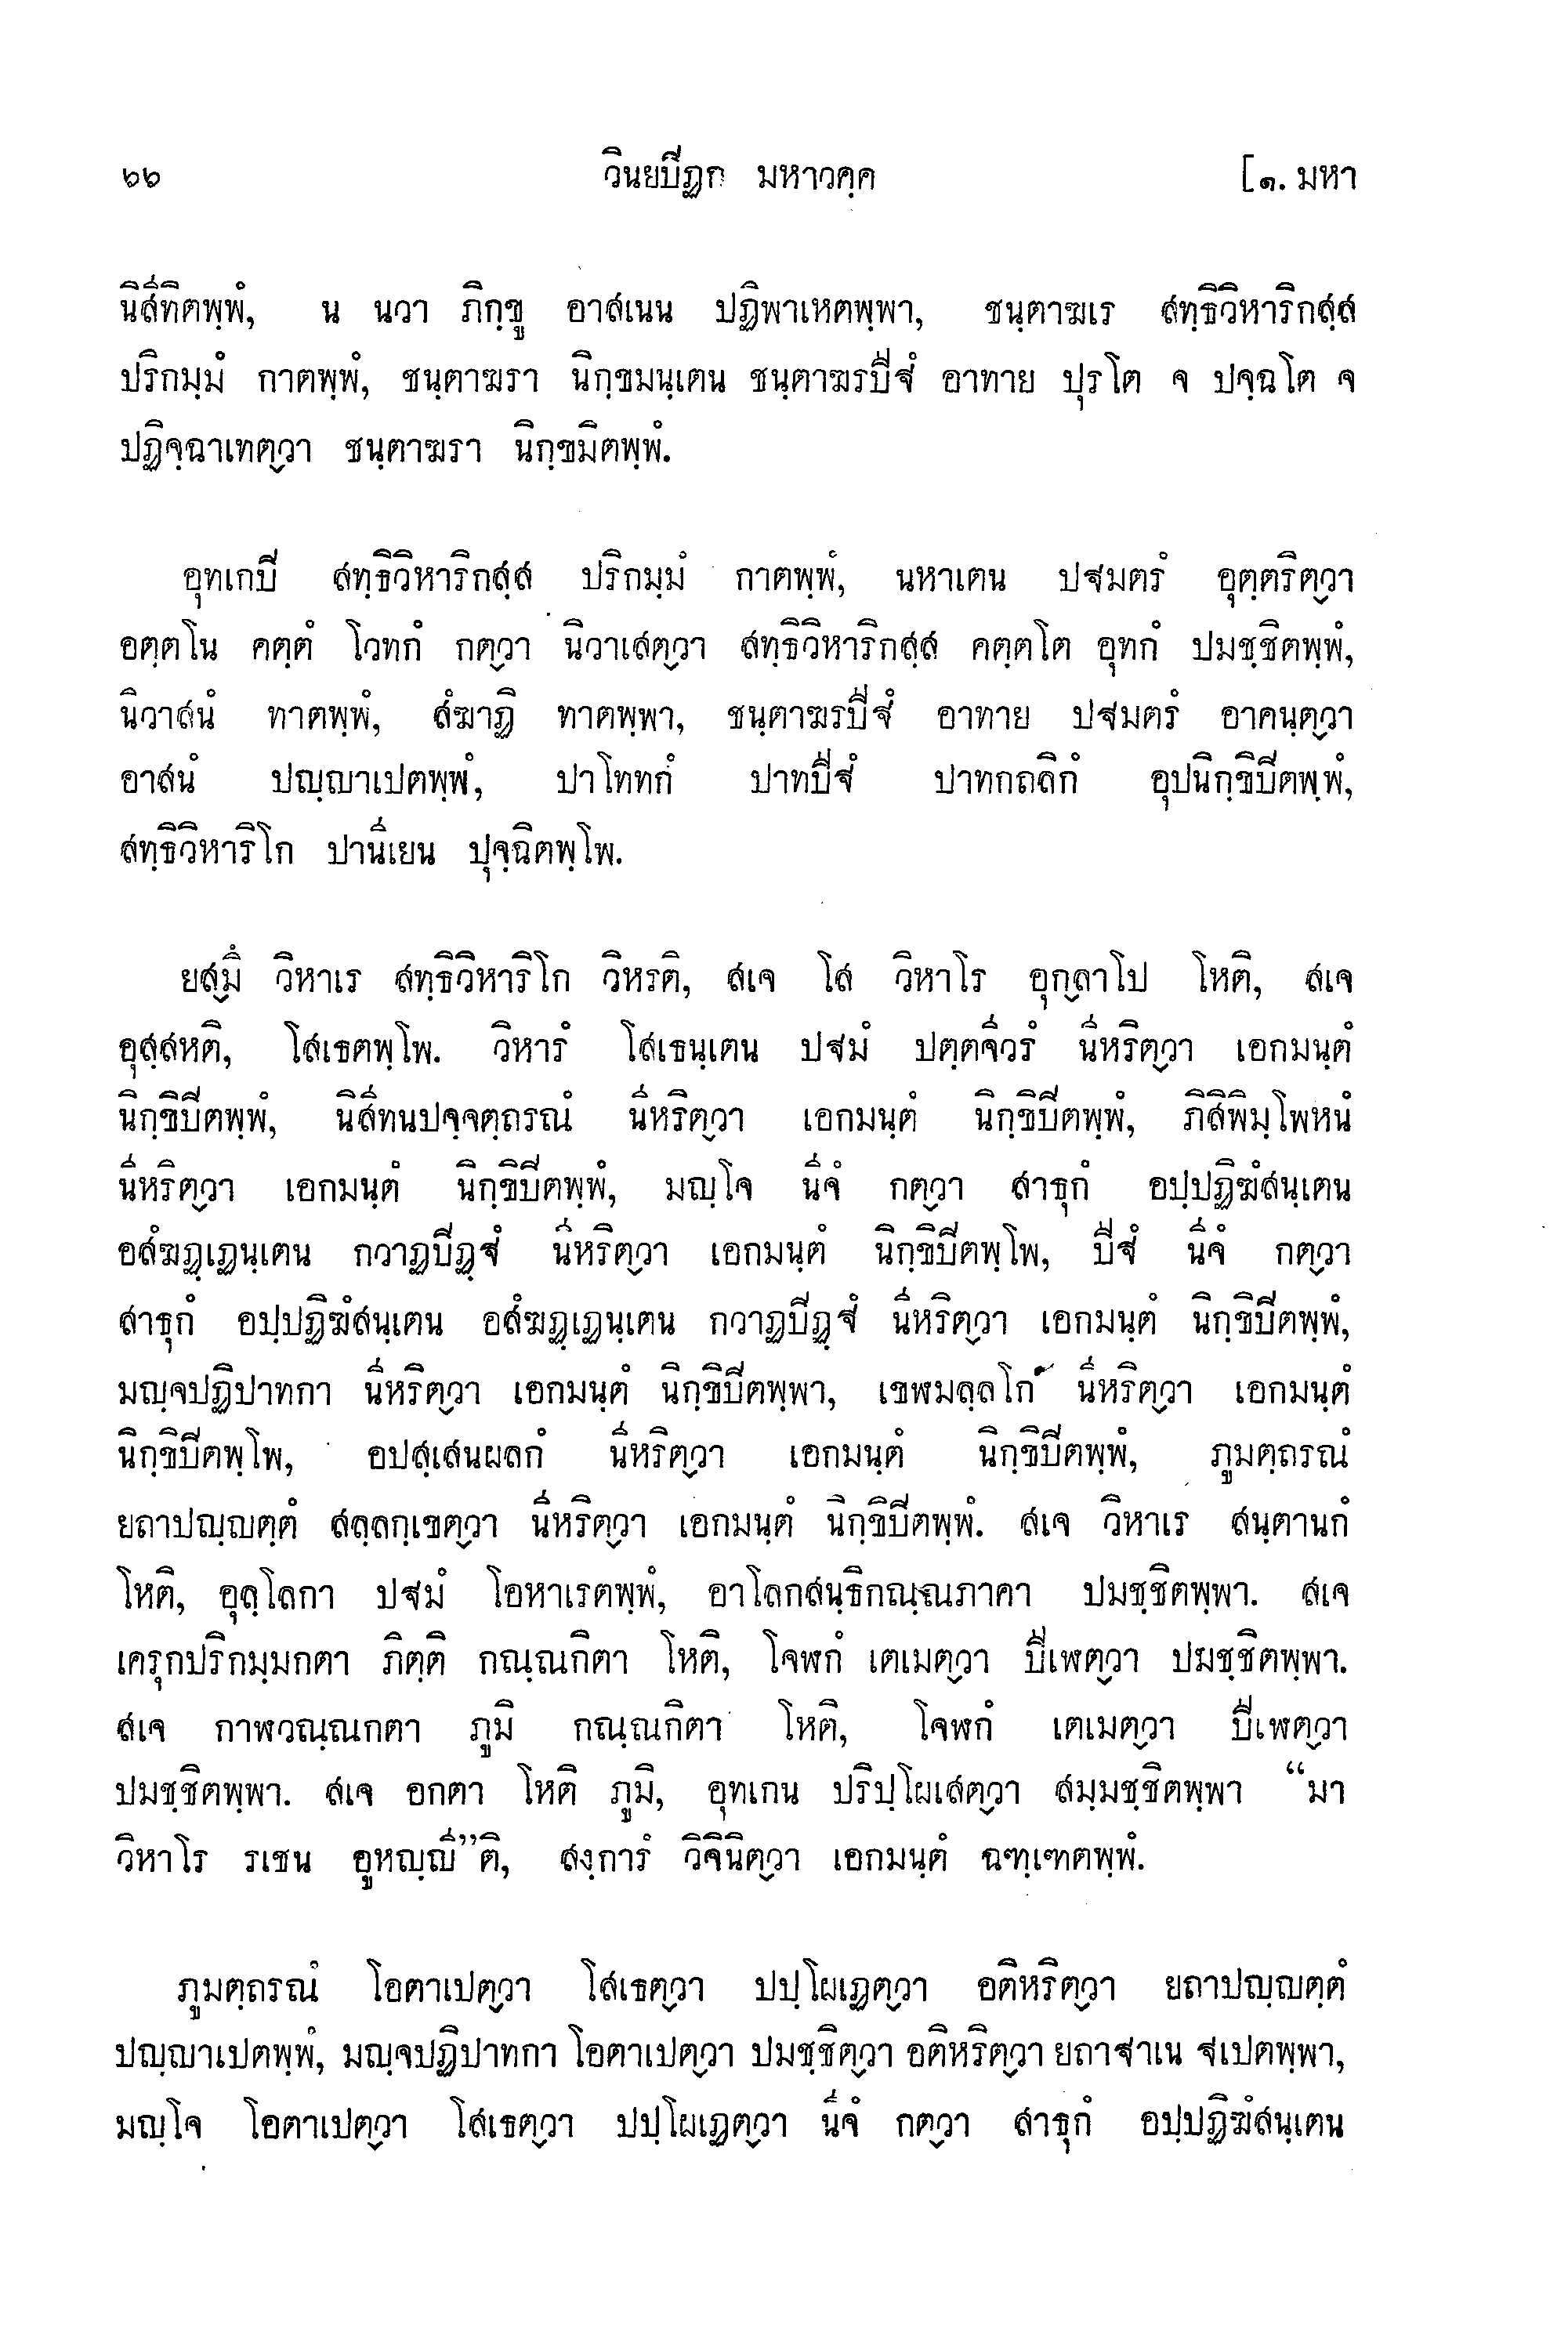 ๖๖ วินยปิฏก มหาวคฺค [๑. มหา
นิสีทิตพฺพํ, น นวา ภิกฺขู อาสเนน ปฏิพาเหตพฺพา, ชนฺตาฆเร สทฺธิวิหาริกสฺส
ปริกมฺมํ กาตพฺพํ, ชนฺตาฆรา นิกฺขมนฺเตน ชนฺตาฆรปีฐํ อาทาย ปุรโต จ ปจฺฉโต จ
ปฏิจฺฉาเทตฺวา ชนฺตาฆรา นิกฺขมิตพฺพํ.
อุทเกปิ สทฺธิวิหาริกสฺส ปริกมฺมํ กาตพฺพํ, นหาเตน ปฐมตรํ อุตฺตริตฺวา
อตฺตโน คตฺตํ โวทกํ กตฺวา นิวาเสตฺวา สทฺธิวิหาริกสฺส คตฺตโต อุทกํ ปมชฺชิตพฺพํ,
นิวาสนํ ทาตพฺพํ, สํฆาฏิ ทาตพฺพา, ชนฺตาฆรปีฐํ อาทาย ปฐมตรํ อาคนฺตฺวา
อาสนํ ปญฺญาเปตพฺพํ, ปาโททกํ ปาทปีฐํ ปาทกถลิกํ อุปนิกฺขิปิตพฺพํ,
สทฺธิวิหาริโก ปานีเยน ปุจฺฉิตพฺโพ.
ยสฺมึ วิหาเร สทฺธิวิหาริโก วิหรติ, สเจ โส วิหาโร อุกฺลาโป โหติ, สเจ
อุสฺสหติ, โสเธตพฺโพ. วิหารํ โสเธนฺเตน ปฐมํ ปตฺตจีวรํ นีหริตฺวา เอกมนฺตํ
นิกฺขิปิตพฺพํ, นิสีทนปจฺจตฺถรณํ นีหริตฺวา เอกมนฺตํ นิกฺขิปิตพฺพํ, ภิสิพิมฺโพหนํ
นีหริตฺวา เอกมนฺตํ นิกฺขิปิตพฺพํ, มญฺโจ นีจํ กตฺวา สาธุกํ อปฺปฏิฆํสนฺเตน
อสํฆฏฺเฏนฺเตน กวาฏปิฏฺฐํ นีหริตฺวา เอกมนฺตํ นิกฺขิปิตพฺโพ, ปีฐํ นีจํ กตฺวา
สาธุกํ อปฺปฏิฆํสนฺเตน อสํฆฏฺเฏนฺเตน กวาฏปิฏฺฐํ นีหริตฺวา เอกมนฺตํ นิกฺขิปิตพฺพํ,
มญฺจปฏิปาทกา นีหริตฺวา เอกมนฺตํ นิกฺขิปิตพฺพา, เขฬมลฺลโก นีหริตฺวา เอกมนฺตํ
นิกฺขิปิตพฺโพ, อปสฺเสนผลกํ นีหริตฺวา เอกมนฺตํ นิกฺขิปิตพฺพํ, ภูมตฺถรณํ
ยถาปญฺญตฺตํ สลฺลกฺเขตฺวา นีหริตฺวา เอกมนฺตํ นิกฺขิปิตพฺพํ. สเจ วิหาเร สนฺตานกํ
โหติ, อุลฺโลกา ปฐมํ โอหาเรตพฺพํ, อาโลกสนฺธิกณฺณภาคา ปมชฺชิตพฺพา. สเจ
เครุกปริกมฺมกตา ภิตฺติ กณฺณกิตา โหติ, โจฬกํ เตเมตฺวา ปีเฬตฺวา ปมชฺชิตพฺพา.
สเจ กาฬวณฺณกตา ภูมิ กณฺณกิตา โหติ, โจฬกํ เตเมตฺวา ปีเฬตฺวา
ปมชฺชิตพฺพา. สเจ อกตา โหติ ภูมิ, อุทเกน ปริปฺโผเสตฺวา สมฺมชฺชิตพฺพา “มา
วิหาโร รเชน อูหญฺญี”ติ, สงฺการํ วิจินิตฺวา เอกมนฺตํ ฉฑฺเฑตพฺพํ.
ภูมตฺถรณํ โอตาเปตฺวา โสเธตฺวา ปปฺโผเฏตฺวา อติหริตฺวา ยถาปญฺญตฺตํ
ปญฺญาเปตพฺพํ, มญฺจปฏิปาทกา โอตาเปตฺวา ปมชฺชิตฺวา อติหริตฺวา ยถาฐาเน ฐเปตพฺพา,
มญฺโจ โอตาเปตฺวา โสเธตฺวา ปปฺโผเฏตฺวา นีจํ กตฺวา สาธุกํ อปฺปฏิฆํสนฺเตน